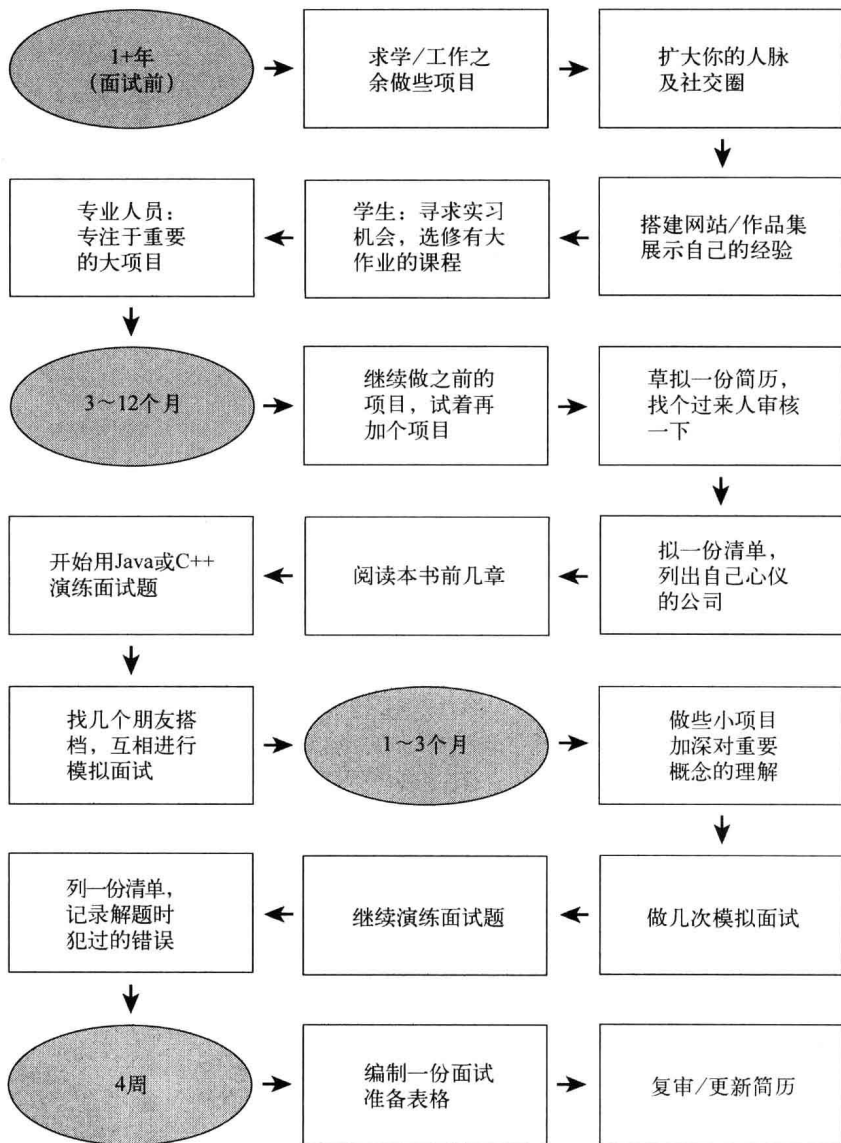 1+年
(面试前)
求学/工作之
余做些项目
扩大你的人脉
及社交圈
搭建网站/作品集
展示自己的经验
学生：寻求实习
机会，选修有大
作业的课程
专业人员：
专注于重要
的大项目
3～12个月
继续做之前的
项目，试着再
加个项目
草拟一份简历，
找个过来人审核
一下
拟一份清单，
列出自己心仪
的公司
阅读本书前几章
开始用Java或C++
演练面试题
找几个朋友搭
档，互相进行
模拟面试
1～3个月
做些小项目
加深对重要
概念的理解
做几次模拟面试
继续演练面试题
列一份清单，
记录解题时
犯过的错误
4周
编制一份面试
准备表格
复审/更新简历